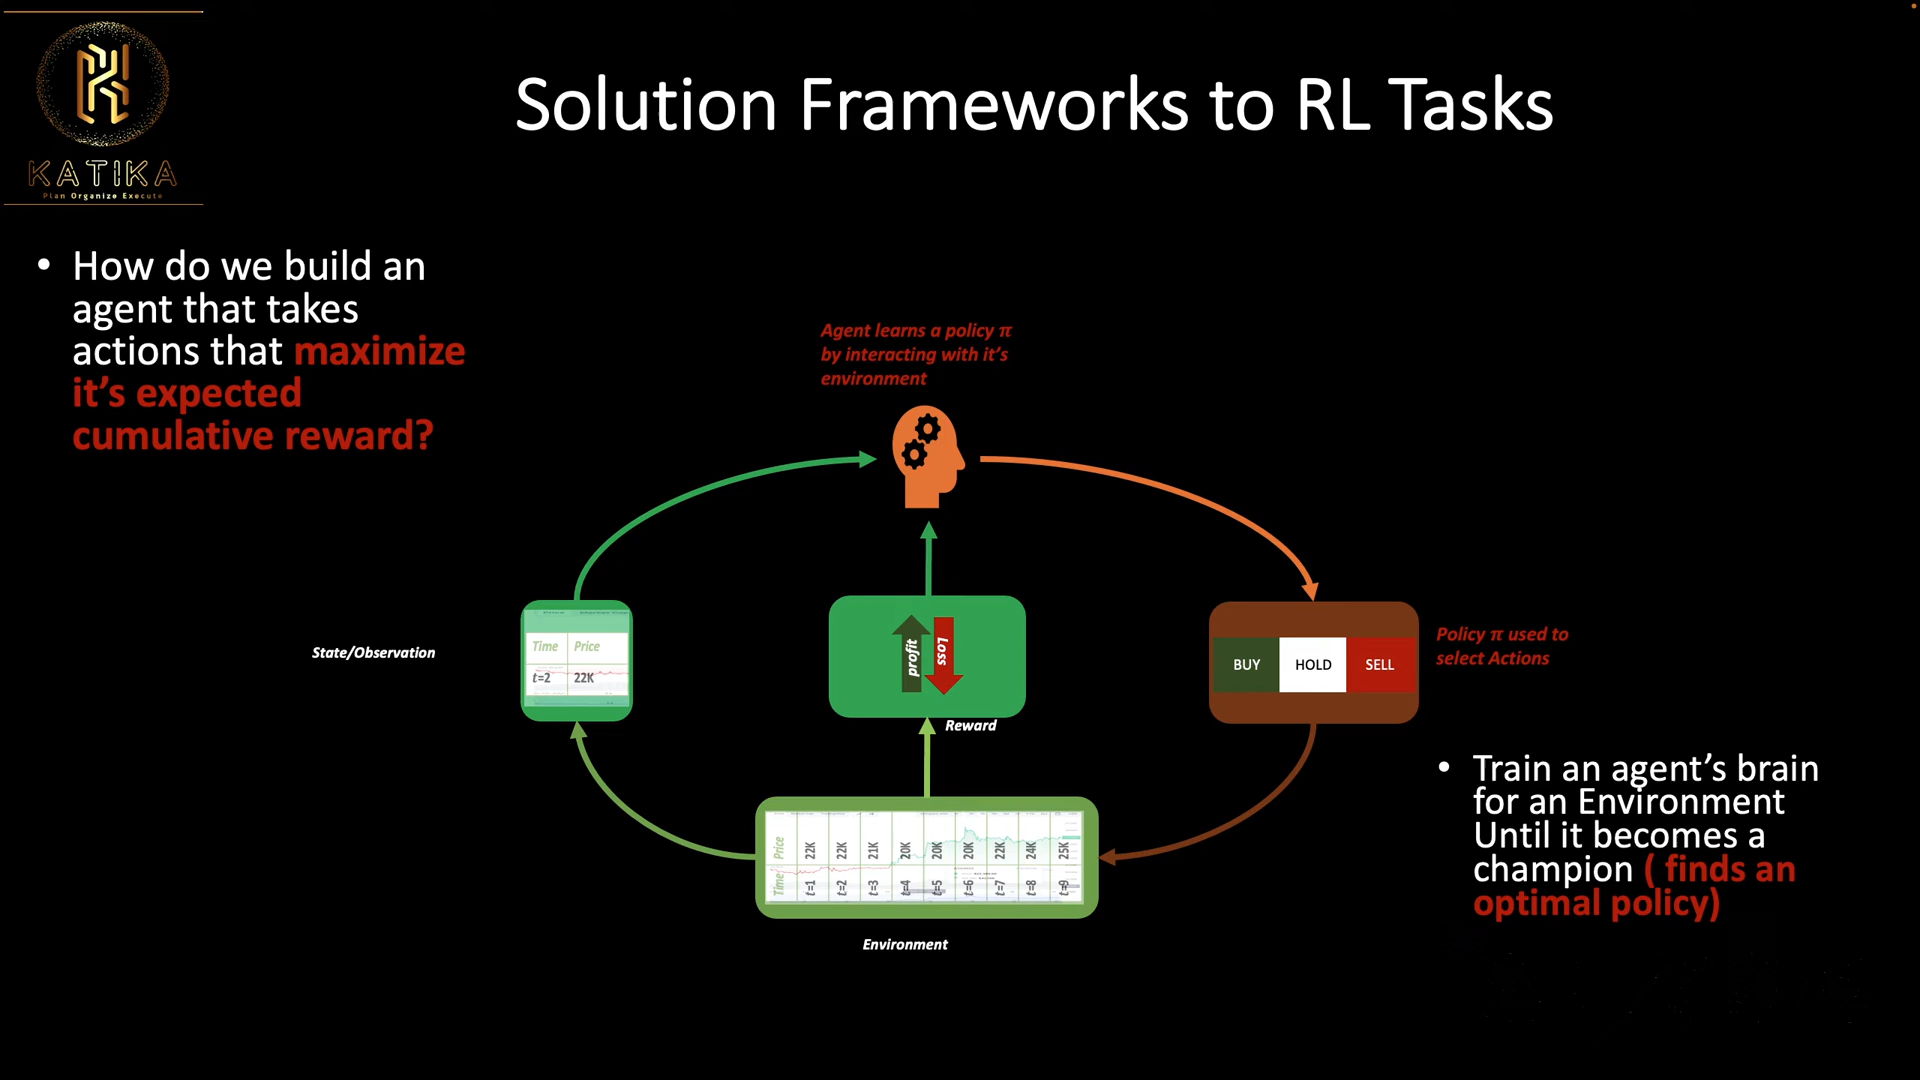 KATIKA
Plan Organize Execute
Solution Frameworks to RL Tasks
• How do we build an
agent that takes
actions that maximize
it's expected
cumulative reward?
Agent learns a policy π
by interacting with it's
environment
State/Observation
Time Price
t=2 22K
profit
Loss
Reward
BUY HOLD SELL
Policy π used to
select Actions
Price 22K 22K 21K 20K 20K 20K 22K 24K 25K
Time t=1 t=2 t=3 t=4 t=5 t=6 t=7 t=8 t=9
Environment
• Train an agent's brain
for an Environment
Until it becomes a
champion ( finds an
optimal policy)